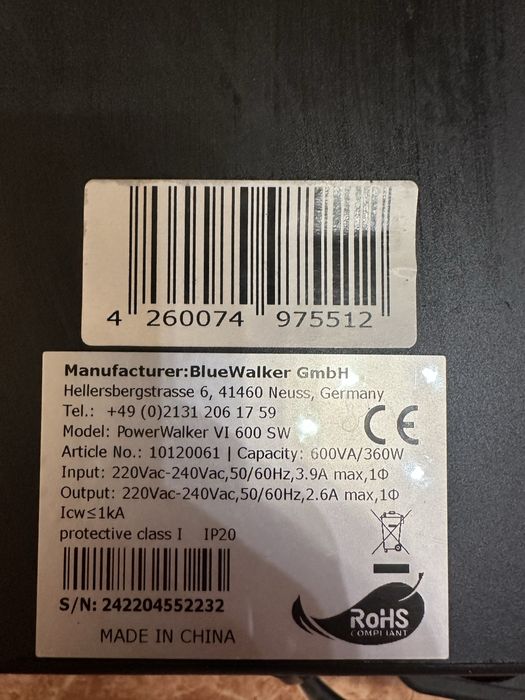 4 260074 975512
Manufacturer:BlueWalker GmbH
Hellersbergstrasse 6, 41460 Neuss, Germany
Tel.: +49 (0)2131 206 17 59
Model: PowerWalker VI 600 SW
CE
Article No.: 10120061 | Capacity: 600VA/360W
Input: 220Vac-240Vac,50/60Hz,3.9A max,1Φ
Output: 220Vac-240Vac,50/60Hz,2.6A max,1Φ
Icw≤1kA
protective class I IP20
S/N: 242204552232
RoHS
COMPLIANT
MADE IN CHINA